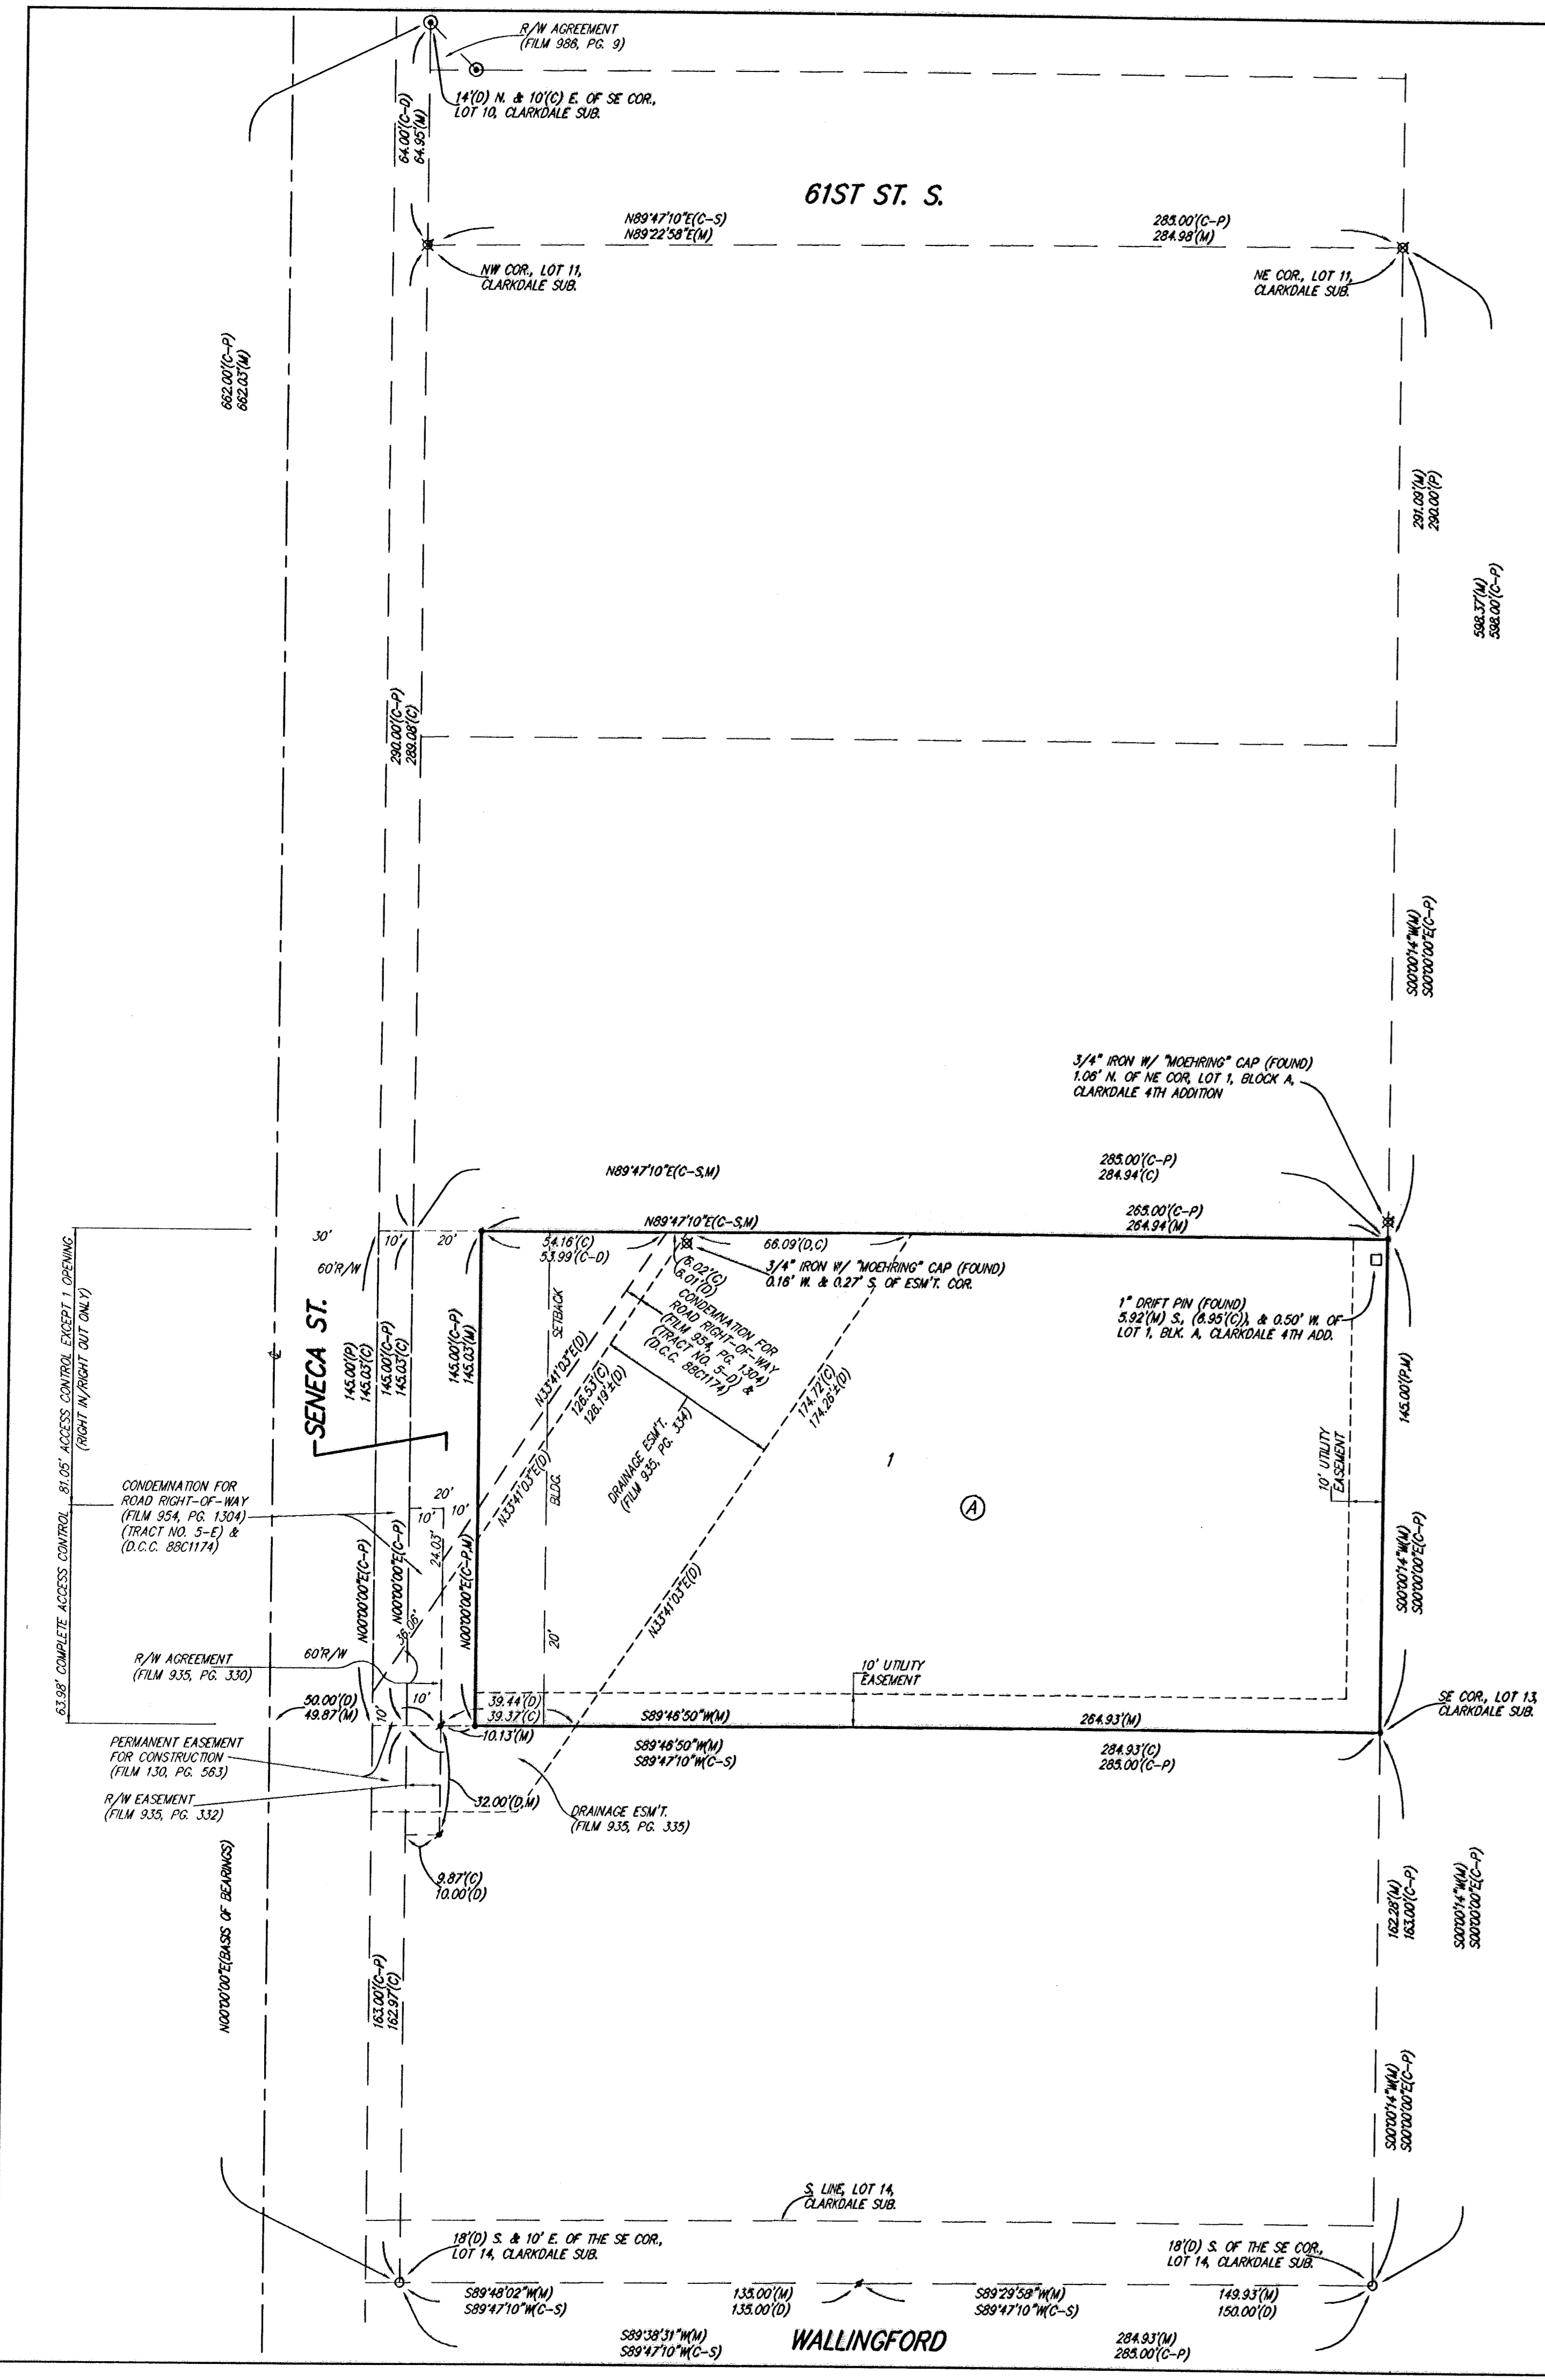 R/W AGREEMENT
(FILM 986, PG. 9)
14'(D) N. & 10'(C) E. OF SE COR.,
LOT 10, CLARKDALE SUB.
64.00'(C-D)
64.95'(M)
61ST ST. S.
N89°47'10"E(C-S)
N89°22'58"E(M)
285.00'(C-P)
284.98'(M)
NW COR., LOT 11,
CLARKDALE SUB.
NE COR., LOT 11,
CLARKDALE SUB.
662.00'(C-P)
662.03'(M)
291.09'(M)
290.00'(P)
598.37'(M)
598.00'(C-P)
290.00'(C-P)
289.08'(C)
S00°00'14"W(M)
S00°00'00"E(C-P)
3/4" IRON W/ "MOEHRING" CAP (FOUND)
1.06' N. OF NE COR, LOT 1, BLOCK A,
CLARKDALE 4TH ADDITION
N89°47'10"E(C-S,M)
285.00'(C-P)
284.94'(C)
N89°47'10"E(C-S,M)
265.00'(C-P)
264.94'(M)
30'
10'
20'
60'R/W
54.16'(C)
53.99'(C-D)
66.09'(D,C)
(6.02'(C)
6.01'(D)
3/4" IRON W/ "MOEHRING" CAP (FOUND)
0.16' W. & 0.27' S. OF ESM'T. COR.
CONDEMNATION FOR
ROAD RIGHT-OF-WAY
(FILM 954, PG. 1304)
(TRACT NO. 5-D) &
(D.C.C. 88C1174)
1" DRIFT PIN (FOUND)
5.92'(M) S., (6.95'(C)), & 0.50' W. OF
LOT 1, BLK. A, CLARKDALE 4TH ADD.
63.98' COMPLETE ACCESS CONTROL
81.05' ACCESS CONTROL EXCEPT 1 OPENING
(RIGHT IN/RIGHT OUT ONLY)
℄
SENECA ST.
145.00'(P)
145.03'(C)
145.00'(C-P)
145.03'(C)
145.00'(C-P)
145.03'(M)
SETBACK
BLDG.
20'
N33°41'03"E(D)
126.53'(C)
126.19'±(D)
N33°41'03"E(D)
DRAINAGE ESM'T.
(FILM 935, PG. 334)
174.72'(C)
174.26'±(D)
N33°41'03"E(D)
1
A
145.00'(P,M)
10' UTILITY
EASEMENT
S00°00'14"W(M)
S00°00'00"E(C-P)
CONDEMNATION FOR
ROAD RIGHT-OF-WAY
(FILM 954, PG. 1304)
(TRACT NO. 5-E) &
(D.C.C. 88C1174)
20'
10'
10'
24.03'
N00°00'00"E(C-P)
N00°00'00"E(C-P)
N00°00'00"E(C-P,M)
36.06'
R/W AGREEMENT
(FILM 935, PG. 330)
60'R/W
10' UTILITY
EASEMENT
50.00'(D)
49.87'(M)
10'
10'
39.44'(D)
39.37'(C)
10.13'(M)
S89°46'50"W(M)
264.93'(M)
SE COR., LOT 13,
CLARKDALE SUB.
S89°46'50"W(M)
S89°47'10"W(C-S)
284.93'(C)
285.00'(C-P)
PERMANENT EASEMENT
FOR CONSTRUCTION
(FILM 130, PG. 563)
R/W EASEMENT
(FILM 935, PG. 332)
32.00'(D,M)
DRAINAGE ESM'T.
(FILM 935, PG. 335)
9.87'(C)
10.00'(D)
N00°00'00"E(BASIS OF BEARINGS)
163.00'(C-P)
162.97'(C)
162.28'(M)
163.00'(C-P)
S00°00'14"W(M)
S00°00'00"E(C-P)
S00°00'14"W(M)
S00°00'00"E(C-P)
S. LINE, LOT 14,
CLARKDALE SUB.
18'(D) S. & 10' E. OF THE SE COR.,
LOT 14, CLARKDALE SUB.
18'(D) S. OF THE SE COR.,
LOT 14, CLARKDALE SUB.
S89°48'02"W(M)
S89°47'10"W(C-S)
135.00'(M)
135.00'(D)
S89°29'58"W(M)
S89°47'10"W(C-S)
149.93'(M)
150.00'(D)
S89°38'31"W(M)
S89°47'10"W(C-S)
WALLINGFORD
284.93'(M)
285.00'(C-P)